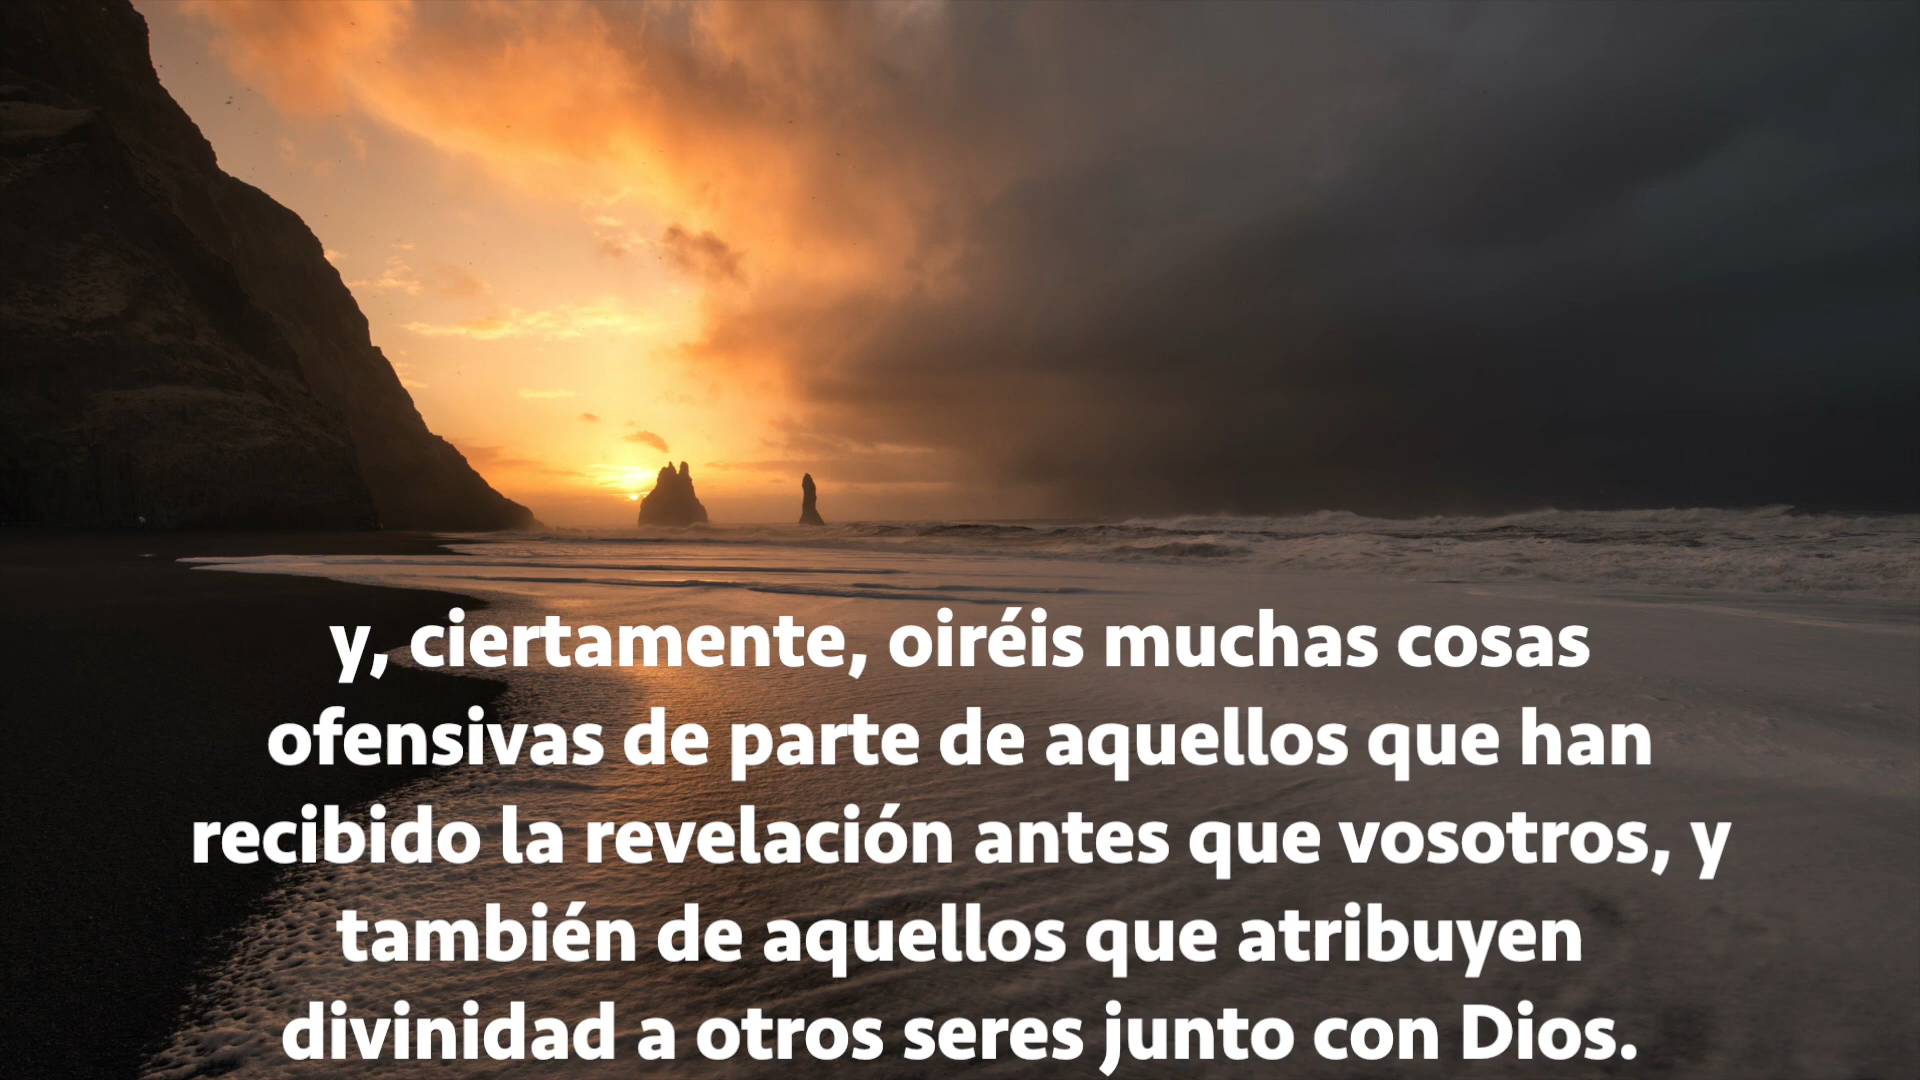 y, ciertamente, oiréis muchas cosas
ofensivas de parte de aquellos que han
recibido la revelación antes que vosotros, y
también de aquellos que atribuyen
divinidad a otros seres junto con Dios.